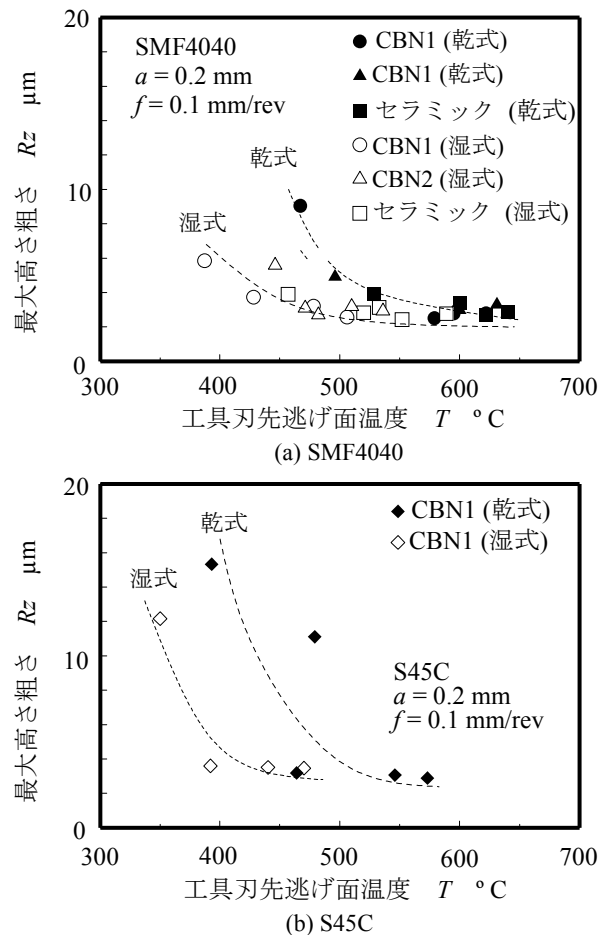 20
SMF4040
a = 0.2 mm
f = 0.1 mm/rev
CBN1 (乾式)
CBN1 (乾式)
セラミック (乾式)
CBN1 (湿式)
CBN2 (湿式)
セラミック (湿式)
乾式
湿式
最大高さ粗さ Rz μm
10
0
300 400 500 600 700
工具刃先逃げ面温度 T ºC
(a) SMF4040
20
乾式
湿式
CBN1 (乾式)
CBN1 (湿式)
S45C
a = 0.2 mm
f = 0.1 mm/rev
最大高さ粗さ Rz μm
10
0
300 400 500 600 700
工具刃先逃げ面温度 T ºC
(b) S45C